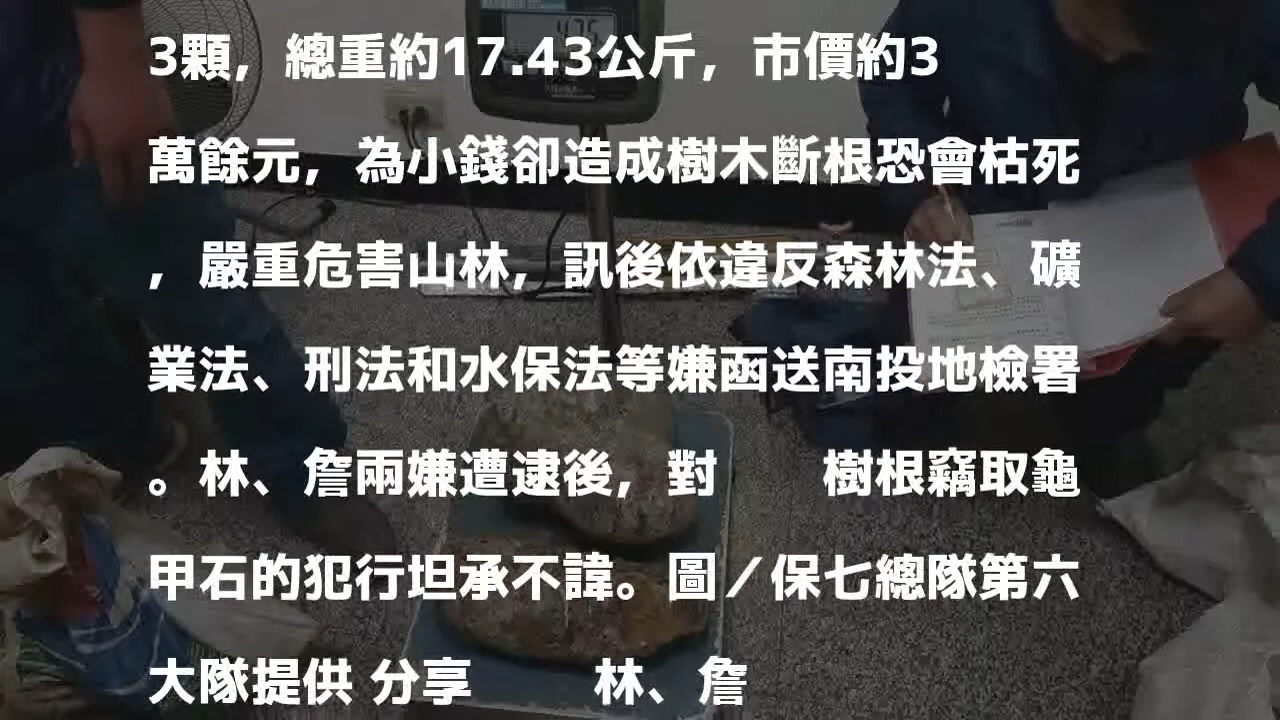 3顆，總重約17.43公斤，市價約3
萬餘元，為小錢卻造成樹木斷根恐會枯死
，嚴重危害山林，訊後依違反森林法、礦
業法、刑法和水保法等嫌函送南投地檢署
。林、詹兩嫌遭逮後，對　　樹根竊取龜
甲石的犯行坦承不諱。圖／保七總隊第六
大隊提供 分享　　林、詹